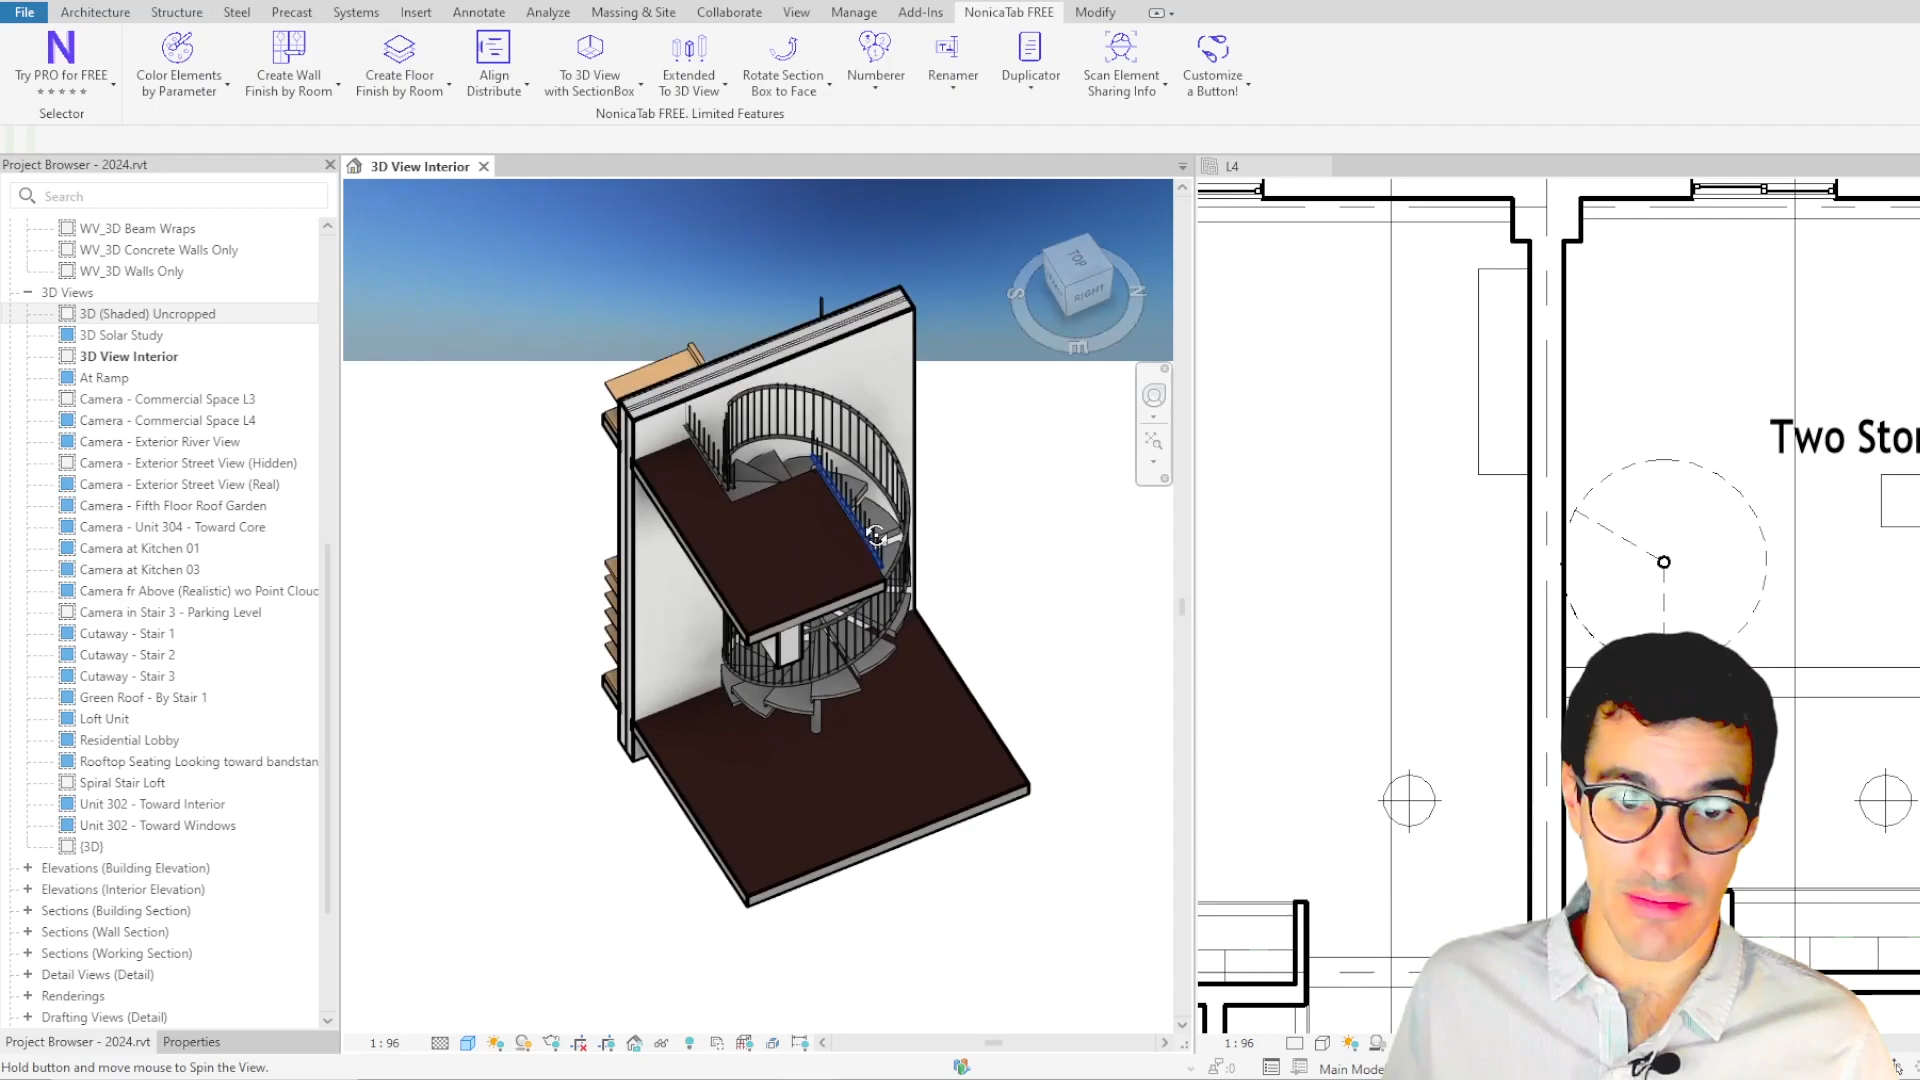 File Architecture Structure Steel Precast Systems Insert Annotate Analyze Massing & Site Collaborate View Manage Add-Ins NonicaTab FREE Modify
N
Try PRO for FREE
Color Elements
by Parameter
Create Wall
Finish by Room
Create Floor
Finish by Room
Align
Distribute
To 3D View
with SectionBox
Extended
To 3D View
Rotate Section
Box to Face
Numberer
Renamer
Duplicator
Scan Element
Sharing Info
Customize
a Button!
Selector
NonicaTab FREE. Limited Features
Project Browser - 2024.rvt
Search
WV_3D Beam Wraps
WV_3D Concrete Walls Only
WV_3D Walls Only
3D Views
3D (Shaded) Uncropped
3D Solar Study
3D View Interior
At Ramp
Camera - Commercial Space L3
Camera - Commercial Space L4
Camera - Exterior River View
Camera - Exterior Street View (Hidden)
Camera - Exterior Street View (Real)
Camera - Fifth Floor Roof Garden
Camera - Unit 304 - Toward Core
Camera at Kitchen 01
Camera at Kitchen 03
Camera fr Above (Realistic) wo Point Clouc
Camera in Stair 3 - Parking Level
Cutaway - Stair 1
Cutaway - Stair 2
Cutaway - Stair 3
Green Roof - By Stair 1
Loft Unit
Residential Lobby
Rooftop Seating Looking toward bandstan
Spiral Stair Loft
Unit 302 - Toward Interior
Unit 302 - Toward Windows
{3D}
Elevations (Building Elevation)
Elevations (Interior Elevation)
Sections (Building Section)
Sections (Wall Section)
Sections (Working Section)
Detail Views (Detail)
Renderings
Drafting Views (Detail)
Project Browser - 2024.rvt Properties
Hold button and move mouse to Spin the View.
3D View Interior
TOP
RIGHT
S
N
E
1 : 96
L4
Two Stor
1 : 96
:0
Main Mode